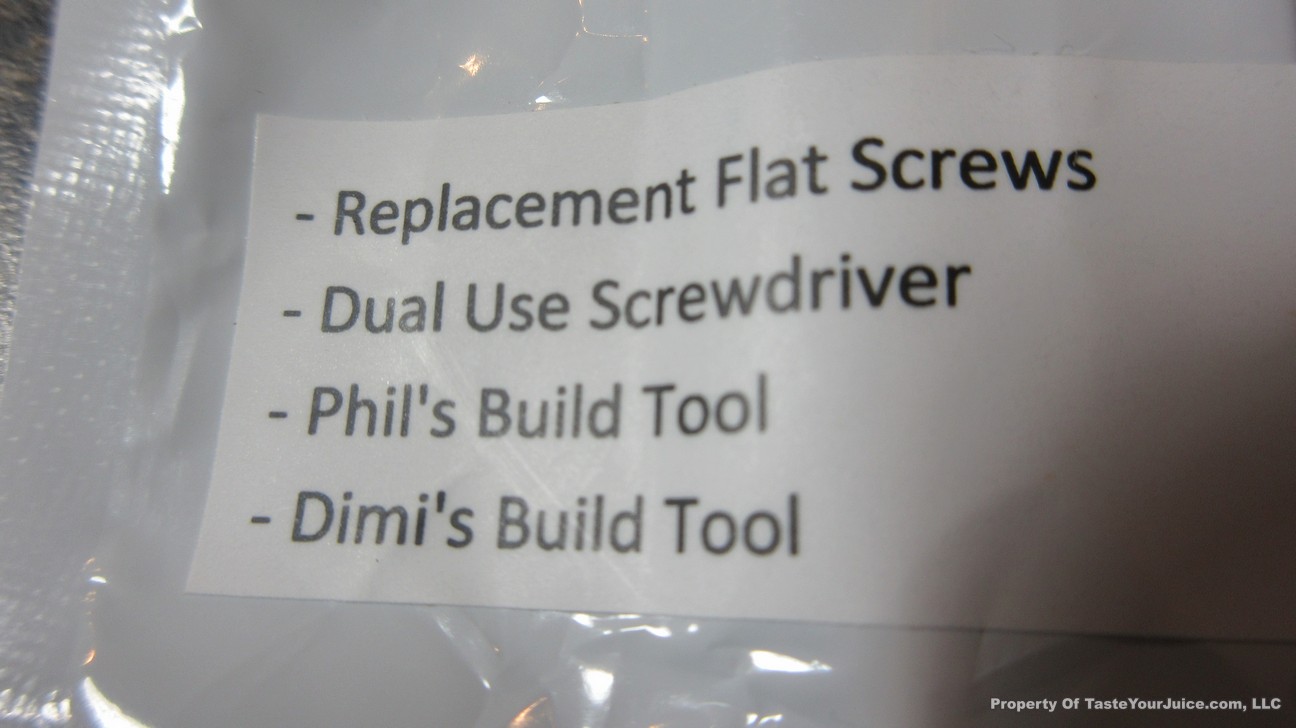 - Replacement Flat Screws
- Dual Use Screwdriver
- Phil's Build Tool
- Dimi's Build Tool
Property Of TasteYourJuice.com, LLC